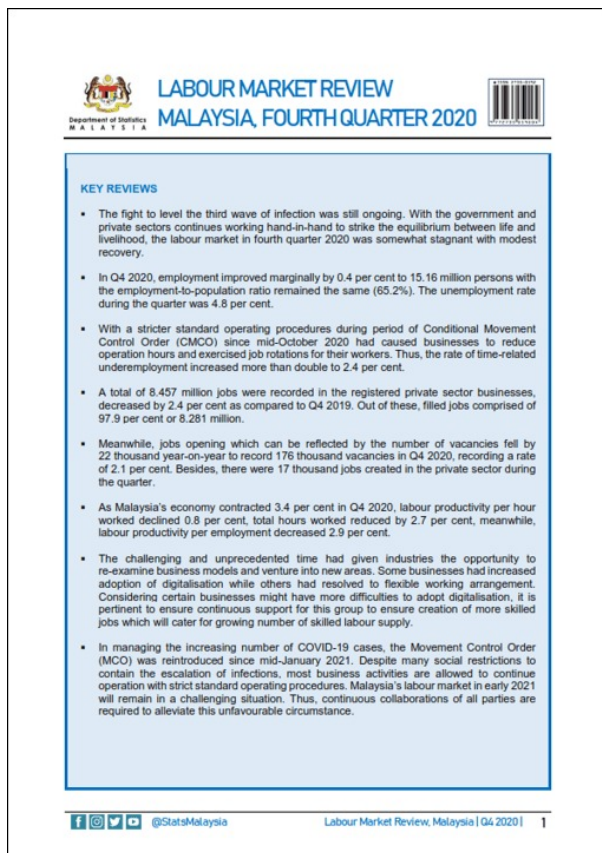 LABOUR MARKET REVIEW
MALAYSIA, FOURTH QUARTER 2020
Department of Statistics
MALAYSIA
KEY REVIEWS
▪ The fight to level the third wave of infection was still ongoing. With the government and
private sectors continues working hand-in-hand to strike the equilibrium between life and
livelihood, the labour market in fourth quarter 2020 was somewhat stagnant with modest
recovery.
▪ In Q4 2020, employment improved marginally by 0.4 per cent to 15.16 million persons with
the employment-to-population ratio remained the same (65.2%). The unemployment rate
during the quarter was 4.8 per cent.
▪ With a stricter standard operating procedures during period of Conditional Movement
Control Order (CMCO) since mid-October 2020 had caused businesses to reduce
operation hours and exercised job rotations for their workers. Thus, the rate of time-related
underemployment increased more than double to 2.4 per cent.
▪ A total of 8.457 million jobs were recorded in the registered private sector businesses,
decreased by 2.4 per cent as compared to Q4 2019. Out of these, filled jobs comprised of
97.9 per cent or 8.281 million.
▪ Meanwhile, jobs opening which can be reflected by the number of vacancies fell by
22 thousand year-on-year to record 176 thousand vacancies in Q4 2020, recording a rate
of 2.1 per cent. Besides, there were 17 thousand jobs created in the private sector during
the quarter.
▪ As Malaysia's economy contracted 3.4 per cent in Q4 2020, labour productivity per hour
worked declined 0.8 per cent, total hours worked reduced by 2.7 per cent, meanwhile,
labour productivity per employment decreased 2.9 per cent.
▪ The challenging and unprecedented time had given industries the opportunity to
re-examine business models and venture into new areas. Some businesses had increased
adoption of digitalisation while others had resolved to flexible working arrangement.
Considering certain businesses might have more difficulties to adopt digitalisation, it is
pertinent to ensure continuous support for this group to ensure creation of more skilled
jobs which will cater for growing number of skilled labour supply.
▪ In managing the increasing number of COVID-19 cases, the Movement Control Order
(MCO) was reintroduced since mid-January 2021. Despite many social restrictions to
contain the escalation of infections, most business activities are allowed to continue
operation with strict standard operating procedures. Malaysia's labour market in early 2021
will remain in a challenging situation. Thus, continuous collaborations of all parties are
required to alleviate this unfavourable circumstance.
@StatsMalaysia
Labour Market Review, Malaysia | Q4 2020 | 1